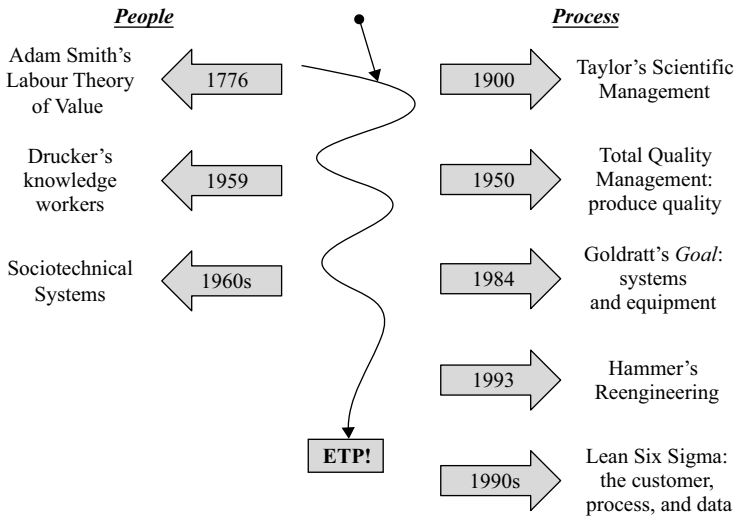 People
Process
Adam Smith’s
Labour Theory
of Value
1776
1900
Taylor’s Scientific
Management
Drucker’s
knowledge
workers
1959
1950
Total Quality
Management:
produce quality
Sociotechnical
Systems
1960s
1984
Goldratt’s Goal:
systems
and equipment
1993
Hammer’s
Reengineering
ETP!
1990s
Lean Six Sigma:
the customer,
process, and data